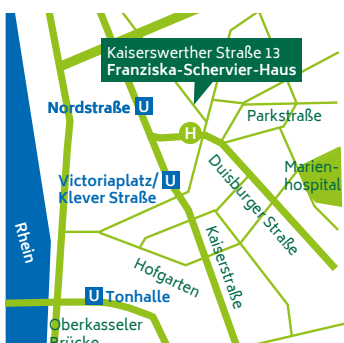 Kaiserswerther Straße 13
Franziska-Schervier-Haus
Nordstraße U
H
Parkstraße
Duisburger Straße
Marien-
hospital
Victoriaplatz/ U
Klever Straße
Rhein
Kaiserstraße
Hofgarten
U Tonhalle
Oberkasseler
Brücke